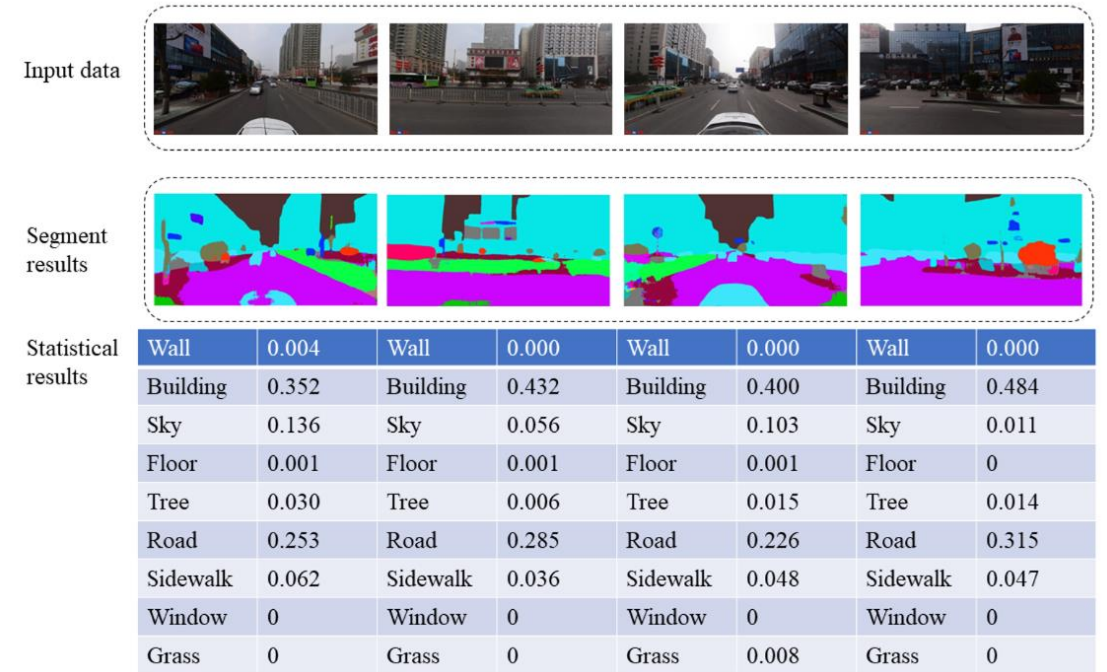 Input data
Segment
results
Statistical
results
Wall 0.004 Wall 0.000 Wall 0.000 Wall 0.000
Building 0.352 Building 0.432 Building 0.400 Building 0.484
Sky 0.136 Sky 0.056 Sky 0.103 Sky 0.011
Floor 0.001 Floor 0.001 Floor 0.001 Floor 0
Tree 0.030 Tree 0.006 Tree 0.015 Tree 0.014
Road 0.253 Road 0.285 Road 0.226 Road 0.315
Sidewalk 0.062 Sidewalk 0.036 Sidewalk 0.048 Sidewalk 0.047
Window 0 Window 0 Window 0 Window 0
Grass 0 Grass 0 Grass 0.008 Grass 0